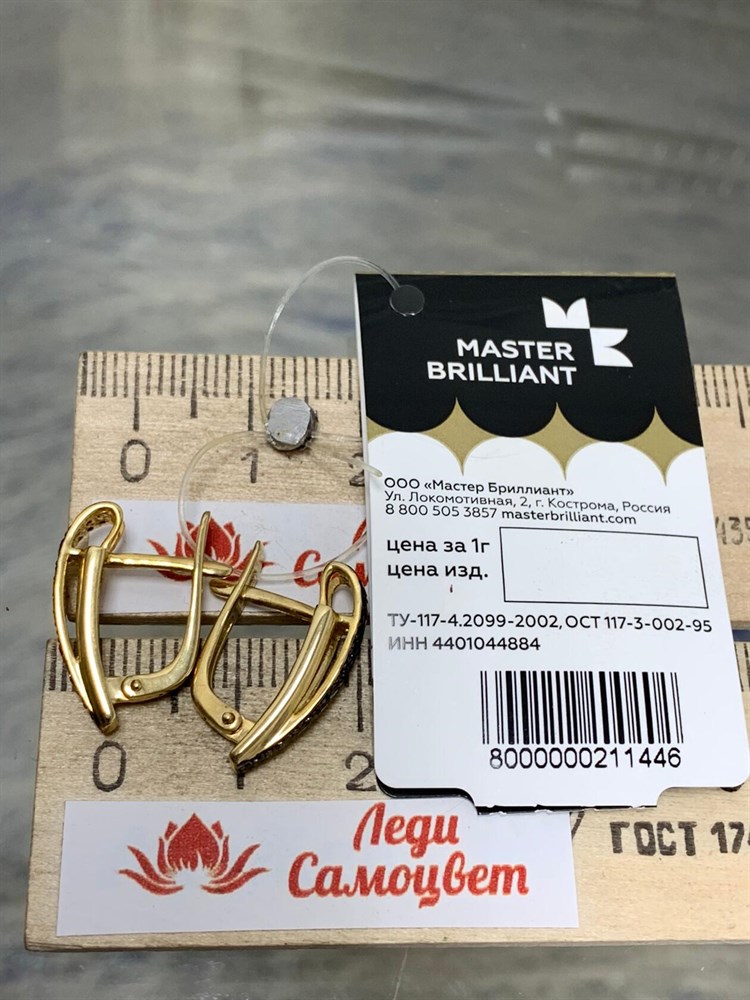 MASTER
BRILLIANT
ООО «Мастер Бриллиант»
Ул. Локомотивная, 2, г. Кострома, Россия
8 800 505 3857 masterbrilliant.com
цена за 1г
цена изд.
ТУ-117-4.2099-2002, ОСТ 117-3-002-95
ИНН 4401044884
8000000211446
0 1 2
0 2
ГОСТ 17
Леди
Самоцвет